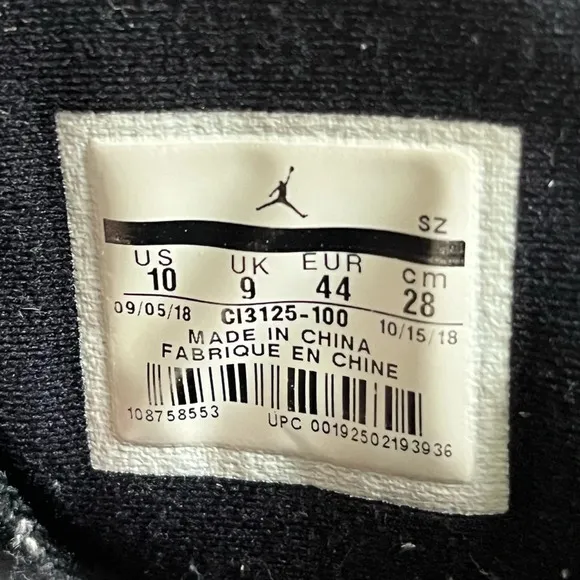 SZ
US UK EUR cm
10 9 44 28
09/05/18 CI3125-100 10/15/18
MADE IN CHINA
FABRIQUE EN CHINE
108758553 UPC 00192502193936